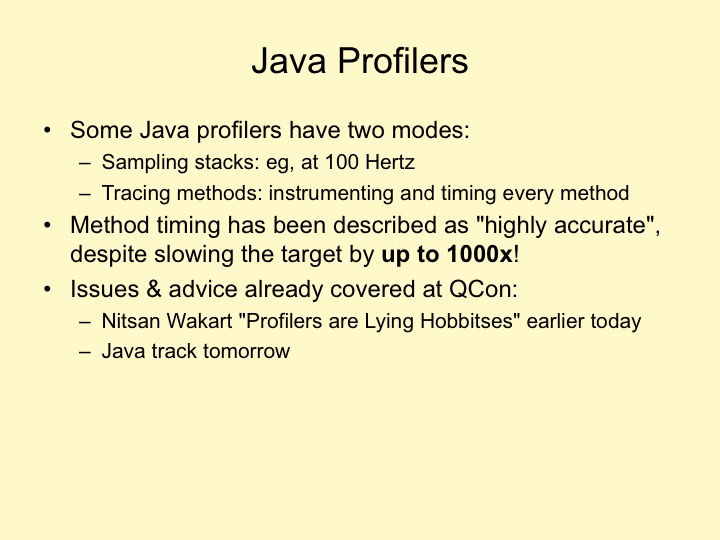 Java Profilers
• Some Java profilers have two modes:
– Sampling stacks: eg, at 100 Hertz
– Tracing methods: instrumenting and timing every method
• Method timing has been described as "highly accurate",
despite slowing the target by up to 1000x!
• Issues & advice already covered at QCon:
– Nitsan Wakart "Profilers are Lying Hobbitses" earlier today
– Java track tomorrow